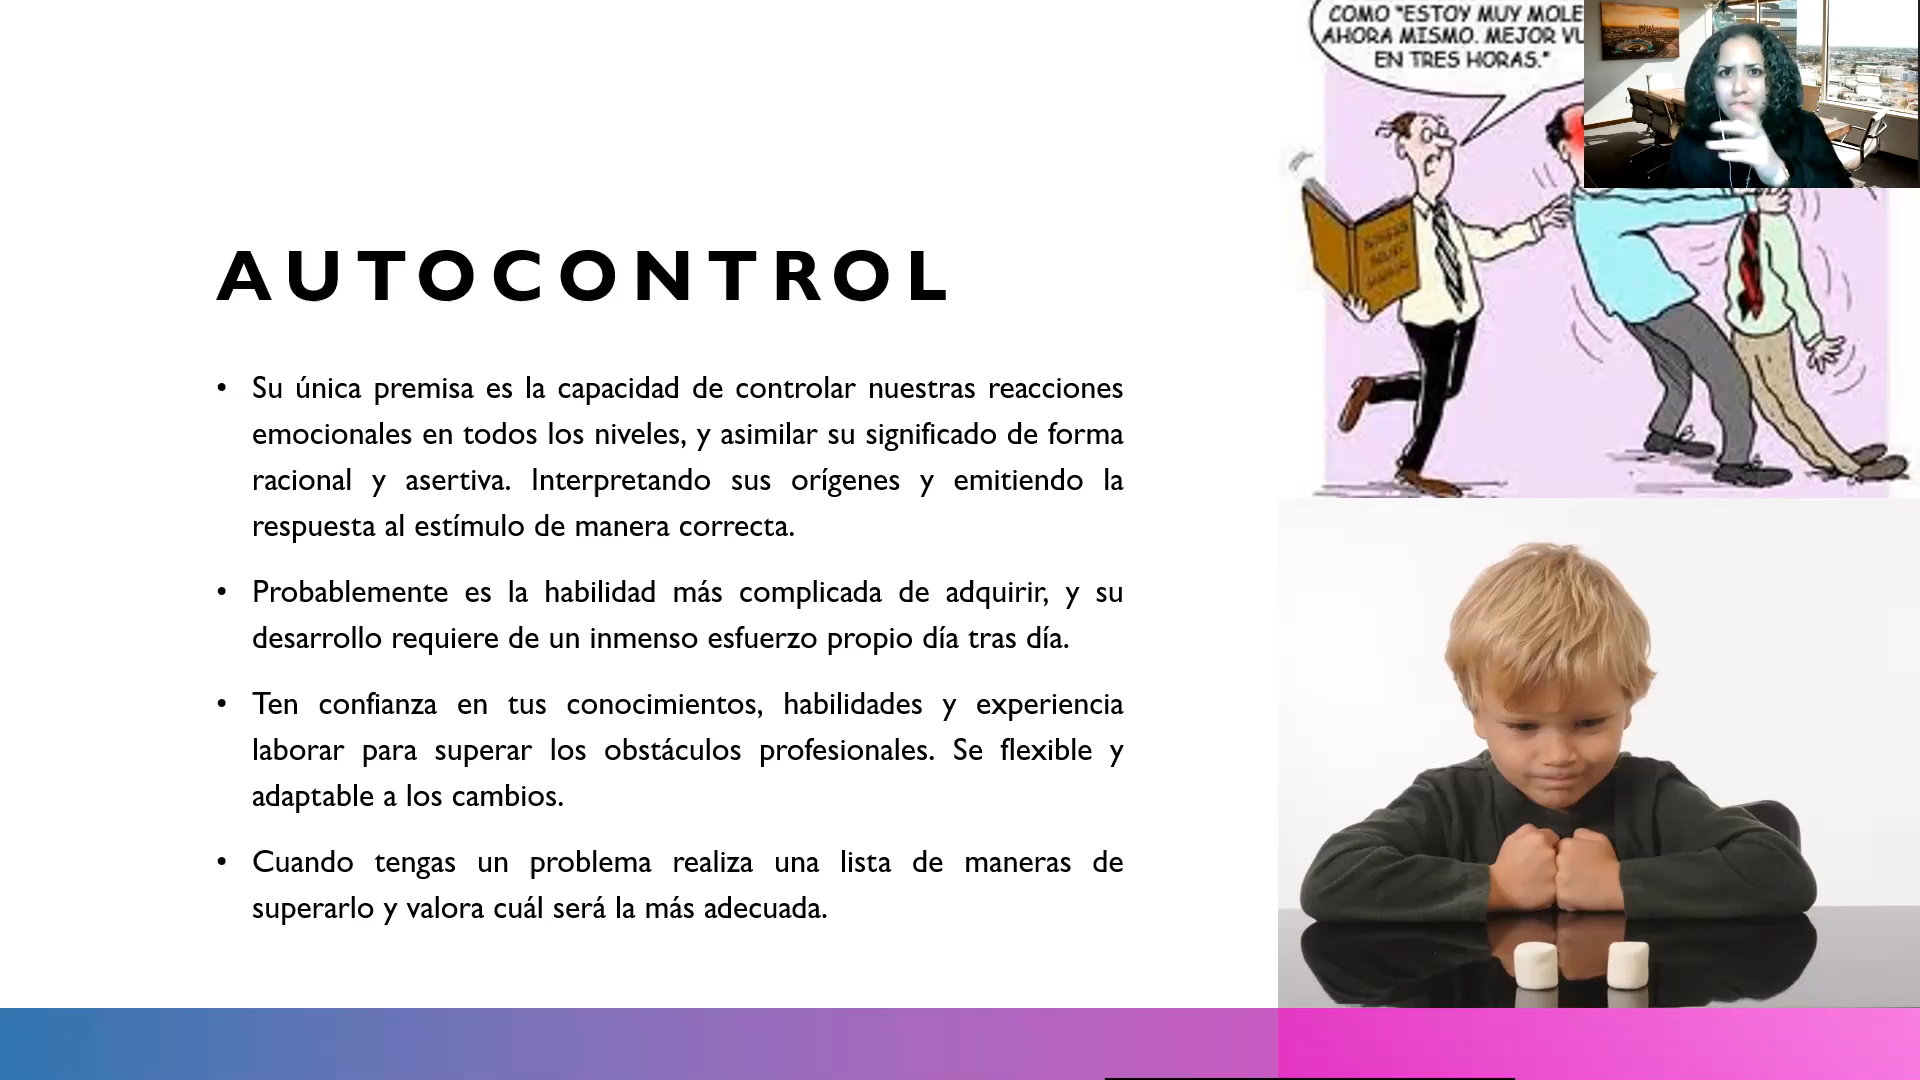 COMO "ESTOY MUY MOLE
AHORA MISMO. MEJOR VU
EN TRES HORAS."
AUTOCONTROL
• Su única premisa es la capacidad de controlar nuestras reacciones
emocionales en todos los niveles, y asimilar su significado de forma
racional y asertiva. Interpretando sus orígenes y emitiendo la
respuesta al estímulo de manera correcta.
• Probablemente es la habilidad más complicada de adquirir, y su
desarrollo requiere de un inmenso esfuerzo propio día tras día.
• Ten confianza en tus conocimientos, habilidades y experiencia
laborar para superar los obstáculos profesionales. Se flexible y
adaptable a los cambios.
• Cuando tengas un problema realiza una lista de maneras de
superarlo y valora cuál será la más adecuada.